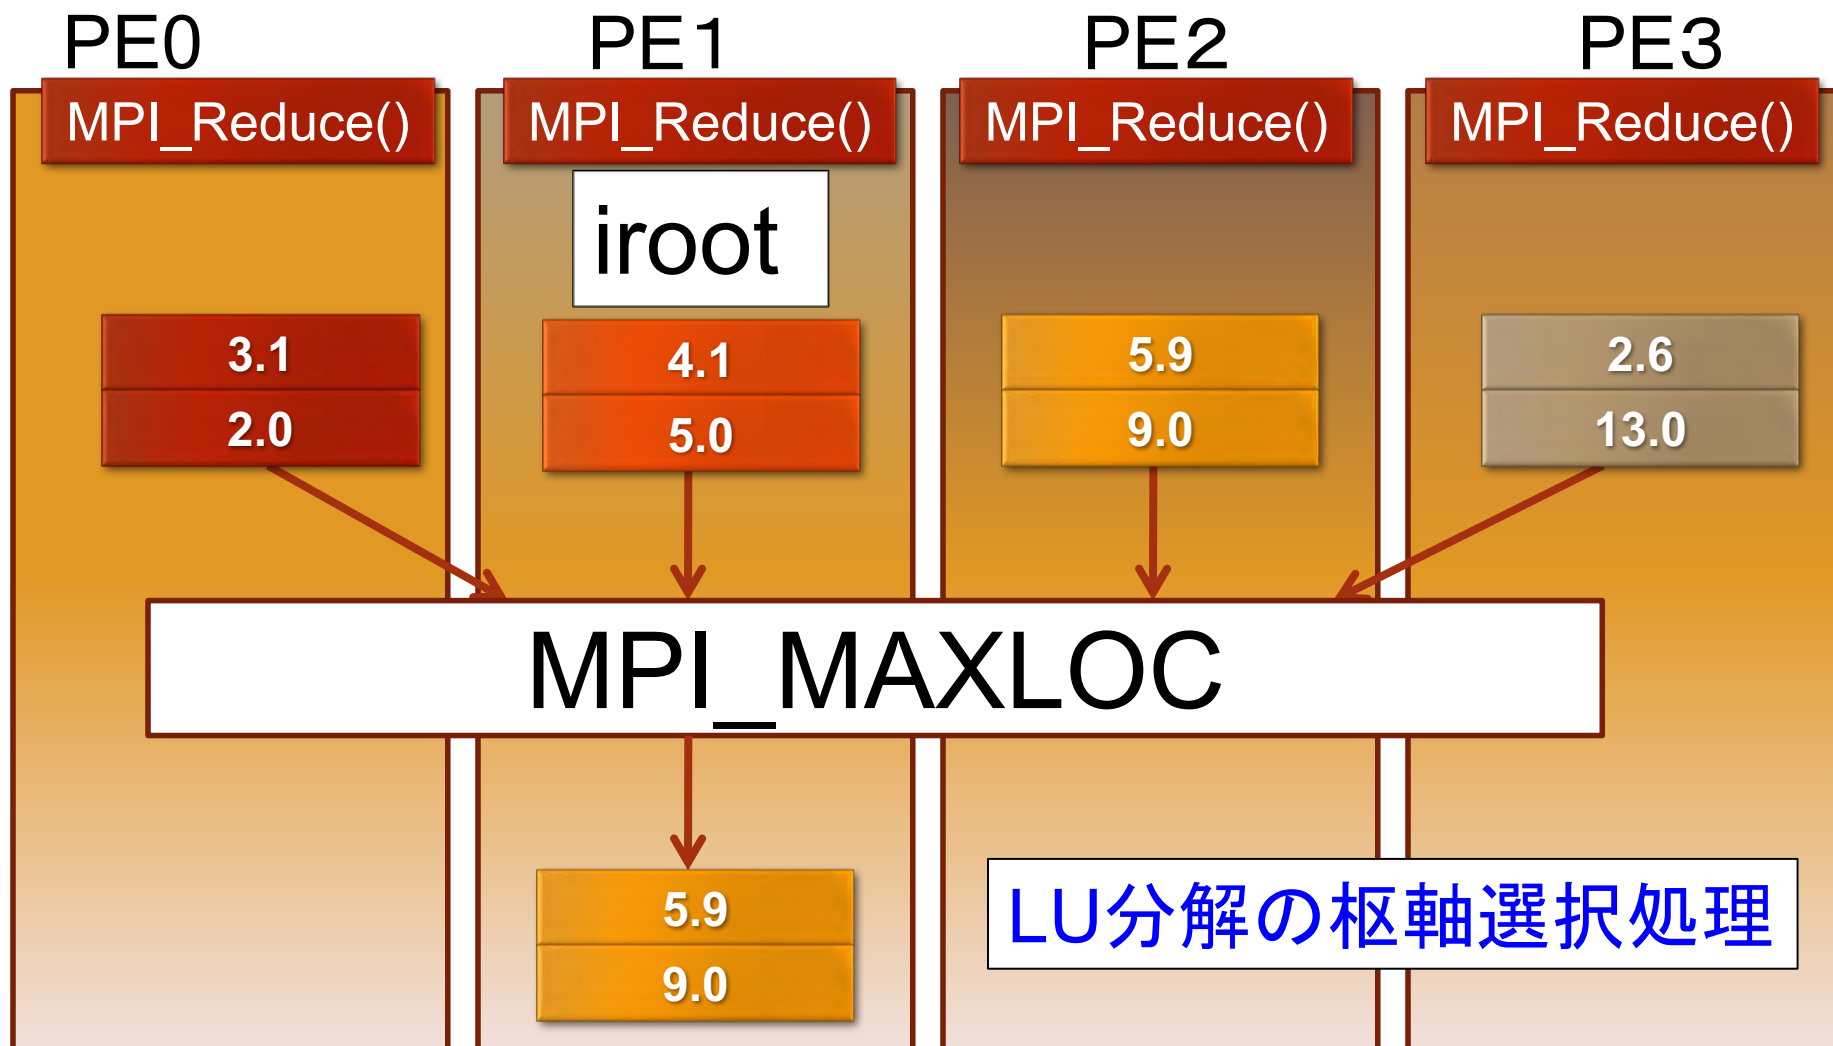 PE0
PE1
PE2
PE3
MPI_Reduce()
MPI_Reduce()
MPI_Reduce()
MPI_Reduce()
iroot
3.1
2.0
4.1
5.0
5.9
9.0
2.6
13.0
MPI_MAXLOC
5.9
9.0
LU分解の枢軸選択処理